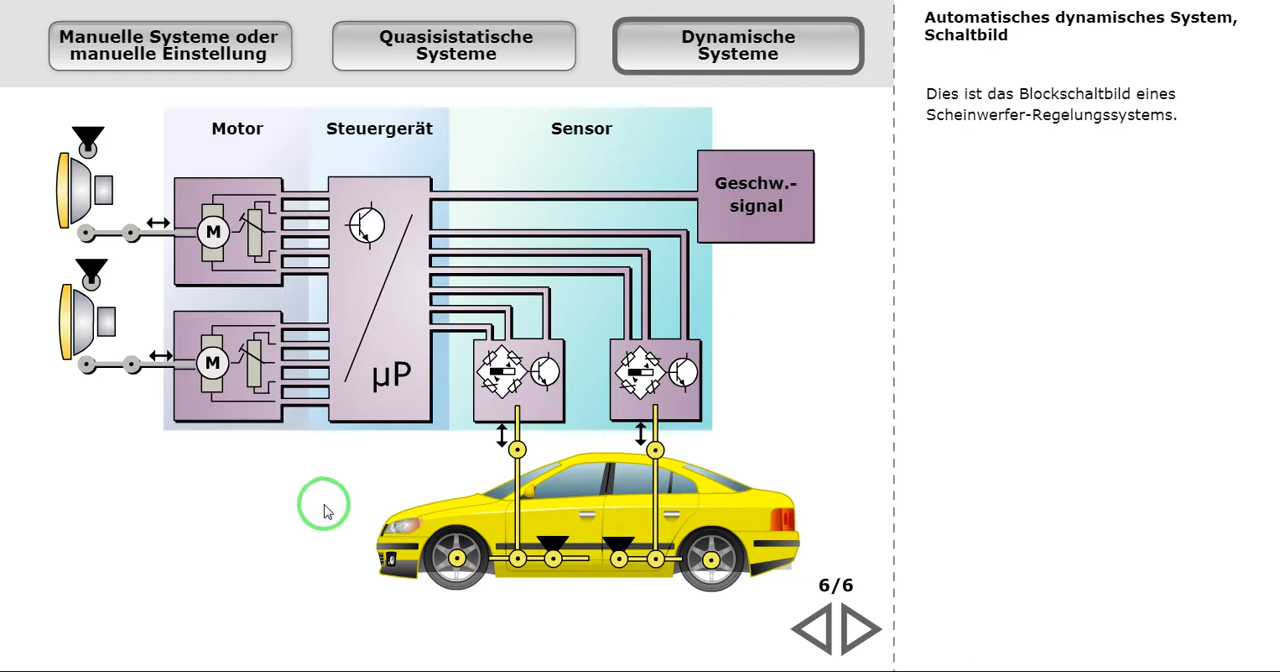 Manuelle Systeme oder
manuelle Einstellung
Quasisistatische
Systeme
Dynamische
Systeme
Automatisches dynamisches System,
Schaltbild
Dies ist das Blockschaltbild eines
Scheinwerfer-Regelungssystems.
Motor
Steuergerät
Sensor
Geschw.-
signal
M
M
µP
6/6